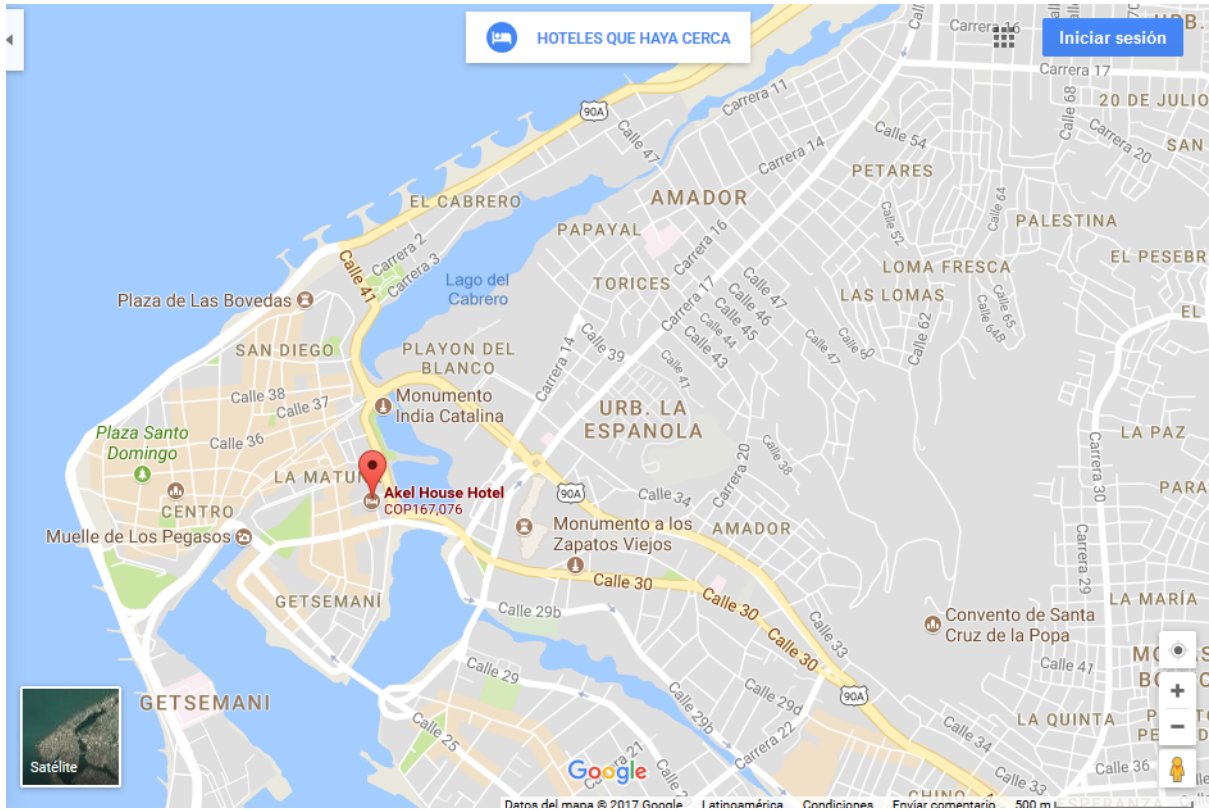 HOTELES QUE HAYA CERCA
Iniciar sesión
Carrera 16
URB.
Carrera 17
20 DE JULIO
Calle 68
Carrera 20
SAN
90A
Calle 47
Carrera 11
Carrera 14
Calle 54
PETARES
Calle 64
EL CABRERO
AMADOR
PAPAYAL
Carrera 16
Calle 52
PALESTINA
Calle 41
Carrera 2
Carrera 3
Lago del
Cabrero
TORICES
Carrera 17
Calle 47
Calle 46
Calle 45
Calle 44
Calle 43
LOMA FRESCA
LAS LOMAS
EL PESEBR
Calle 65
Calle 64B
Calle 62
Calle 60
Calle 47
EL
Plaza de Las Bovedas
SAN DIEGO
PLAYON DEL
BLANCO
Carrera 14
Calle 39
Calle 41
Calle 38
Calle 37
Monumento
India Catalina
URB. LA
ESPANOLA
Plaza Santo
Domingo
Calle 36
Calle 38
Carrera 20
LA PAZ
Carrera 30
LA MATUNA
Akel House Hotel
COP167,076
90A
Calle 34
PARA
CENTRO
Muelle de Los Pegasos
Monumento a los
Zapatos Viejos
AMADOR
Calle 30
Calle 30
Calle 30
Carrera 29
GETSEMANÍ
Calle 29b
Calle 33
Convento de Santa
Cruz de la Popa
LA MARÍA
Calle 41
Calle 29
Calle 29b
Calle 29d
90A
GETSEMANI
LA QUINTA
Calle 25
Carrera 22
Calle 34
Calle 21
Calle 36
Satélite
Google
Datos del mapa © 2017 Google
Latinoamérica
Condiciones
Enviar comentario
500 m